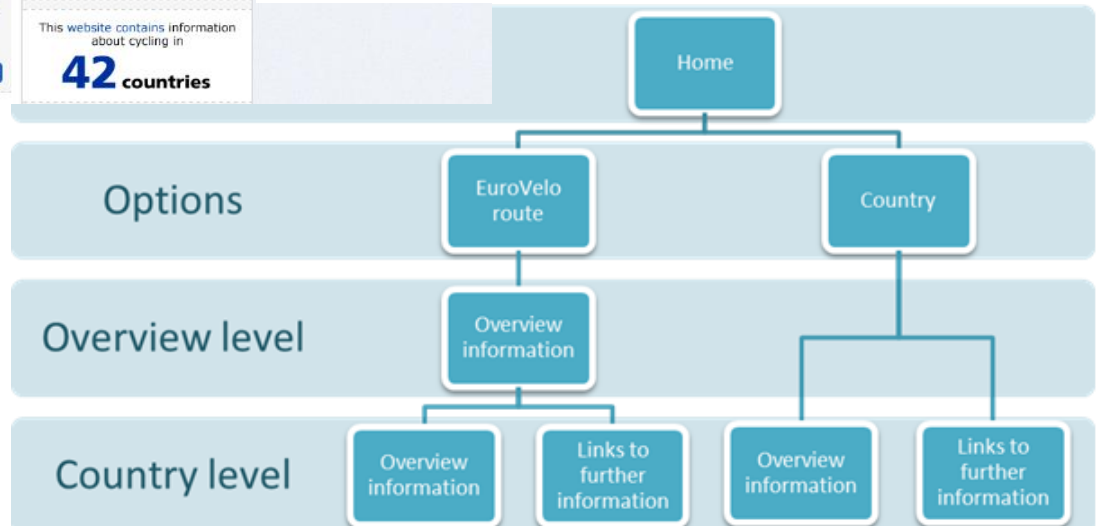 This website contains information
about cycling in
42 countries
Home
Options
EuroVelo
route
Country
Overview level
Overview
information
Country level
Overview
information
Links to
further
information
Overview
information
Links to
further
information